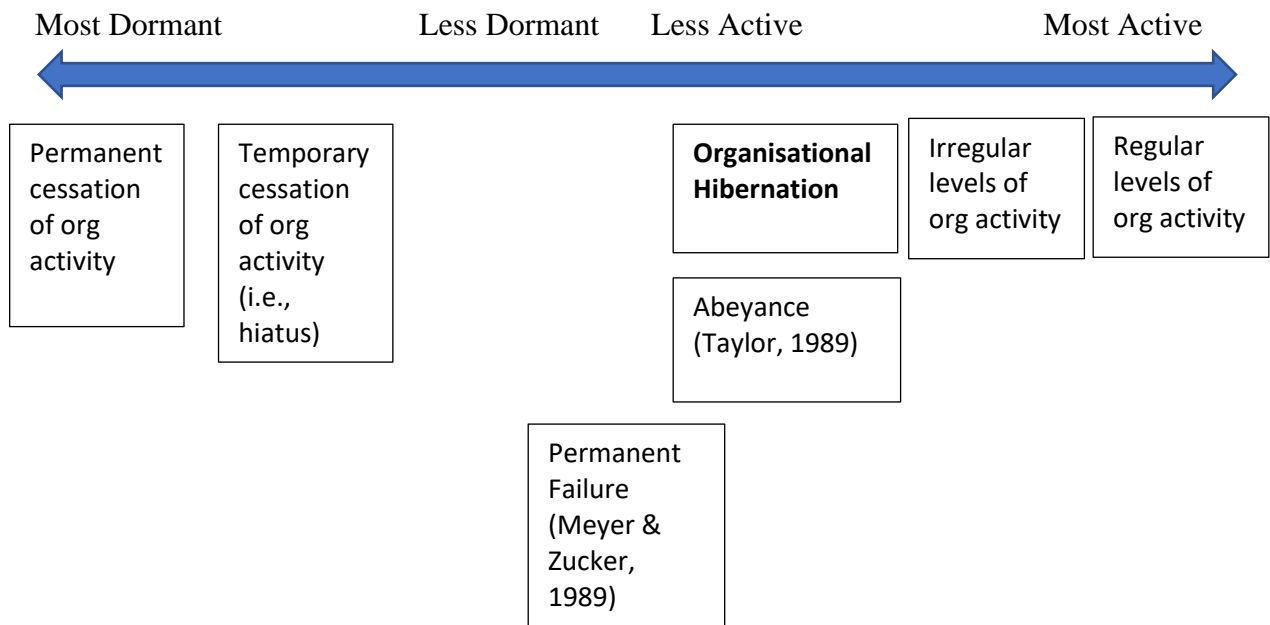 Most Dormant Less Dormant Less Active Most Active
Permanent
cessation
of org
activity
Temporary
cessation
of org
activity
(i.e.,
hiatus)
Organisational
Hibernation
Irregular
levels of
org activity
Regular
levels of
org activity
Abeyance
(Taylor, 1989)
Permanent
Failure
(Meyer &
Zucker,
1989)